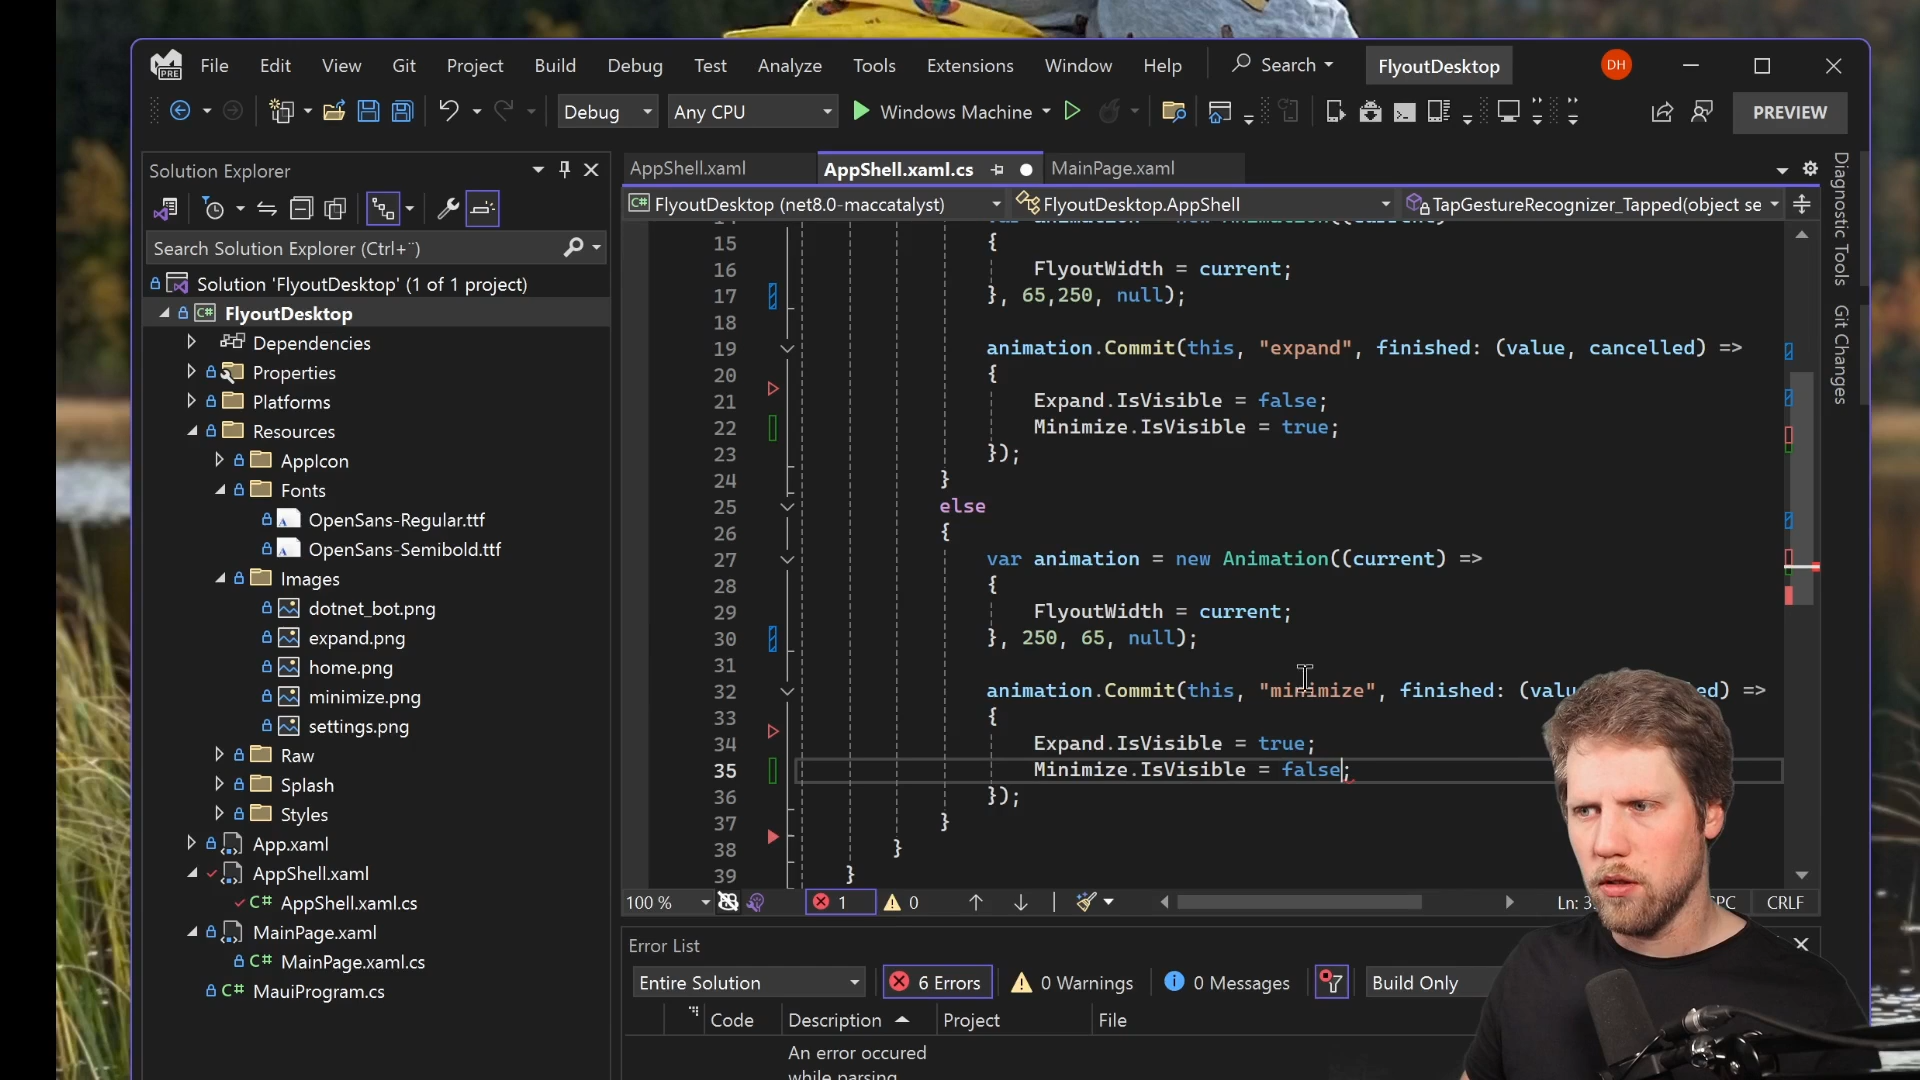 PRE File Edit View Git Project Build Debug Test Analyze Tools Extensions Window Help Search FlyoutDesktop DH
Debug Any CPU Windows Machine PREVIEW
Solution Explorer
Search Solution Explorer (Ctrl+¨)
Solution 'FlyoutDesktop' (1 of 1 project)
C# FlyoutDesktop
Dependencies
Properties
Platforms
Resources
AppIcon
Fonts
OpenSans-Regular.ttf
OpenSans-Semibold.ttf
Images
dotnet_bot.png
expand.png
home.png
minimize.png
settings.png
Raw
Splash
Styles
App.xaml
AppShell.xaml
C# AppShell.xaml.cs
MainPage.xaml
C# MainPage.xaml.cs
C# MauiProgram.cs
AppShell.xaml AppShell.xaml.cs MainPage.xaml
C# FlyoutDesktop (net8.0-maccatalyst) FlyoutDesktop.AppShell TapGestureRecognizer_Tapped(object se
15 {
16 FlyoutWidth = current;
17 }, 65,250, null);
18
19 animation.Commit(this, "expand", finished: (value, cancelled) =>
20 {
21 Expand.IsVisible = false;
22 Minimize.IsVisible = true;
23 });
24 }
25 else
26 {
27 var animation = new Animation((current) =>
28 {
29 FlyoutWidth = current;
30 }, 250, 65, null);
31
32 animation.Commit(this, "minimize", finished: (valu ed) =>
33 {
34 Expand.IsVisible = true;
35 Minimize.IsVisible = false;
36 });
37 }
38 }
39 }
100 % 1 0 Ln: 3 PC CRLF
Error List
Entire Solution 6 Errors 0 Warnings 0 Messages Build Only
Code Description Project File
An error occured
while parsing
Diagnostic Tools
Git Changes